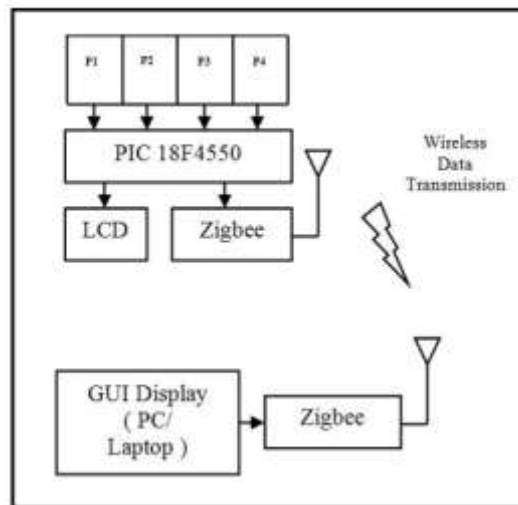 P1 P2 P3 P4
PIC 18F4550
LCD
Zigbee
Wireless
Data
Transmission
GUI Display
( PC/
Laptop )
Zigbee